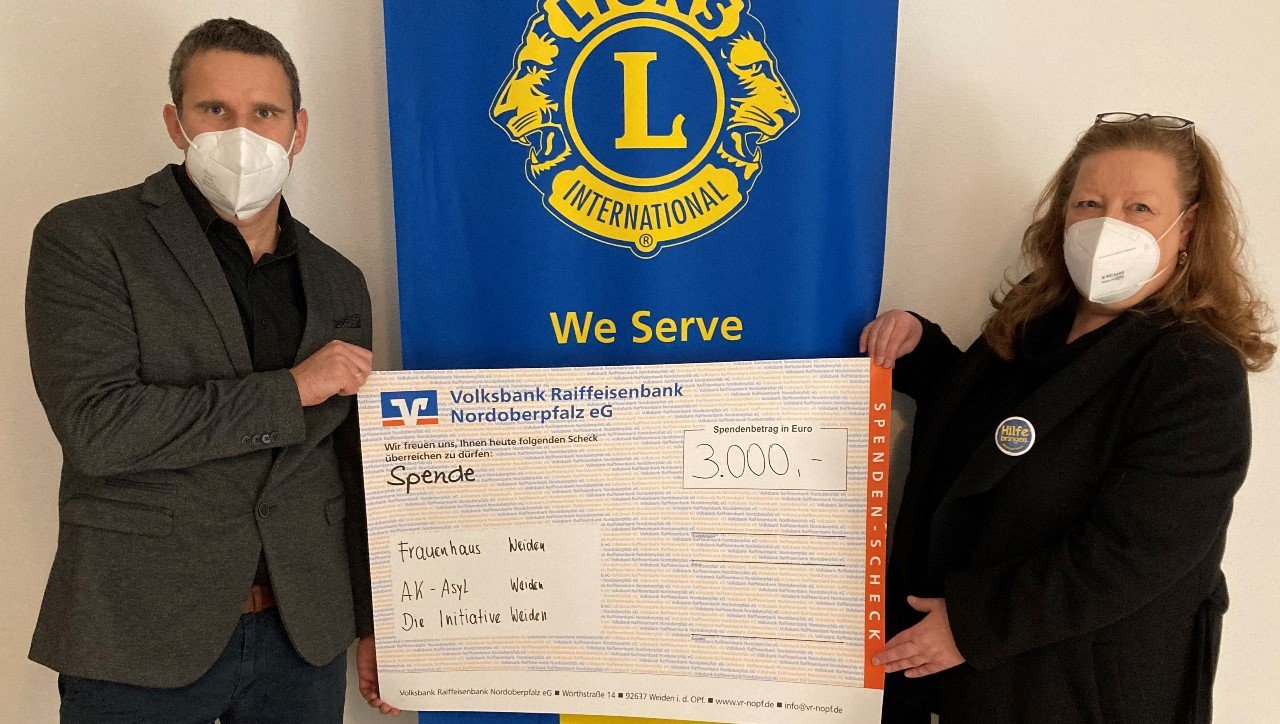 LIONS
L
INTERNATIONAL
®
We Serve
Volksbank Raiffeisenbank
Nordoberpfalz eG
Wir freuen uns, Ihnen heute folgenden Scheck
überreichen zu dürfen:
Spende
Spendenbetrag in Euro
3.000,-
Frauenhaus Weiden
AK-Asyl Weiden
Die Initiative Weiden
SPENDEN-SCHECK
Volksbank Raiffeisenbank Nordoberpfalz eG ■ Wörthstraße 14 ■ 92637 Weiden i. d. OPf. ■ www.vr-nopf.de ■ info@vr-nopf.de
Hilfe
bringen.